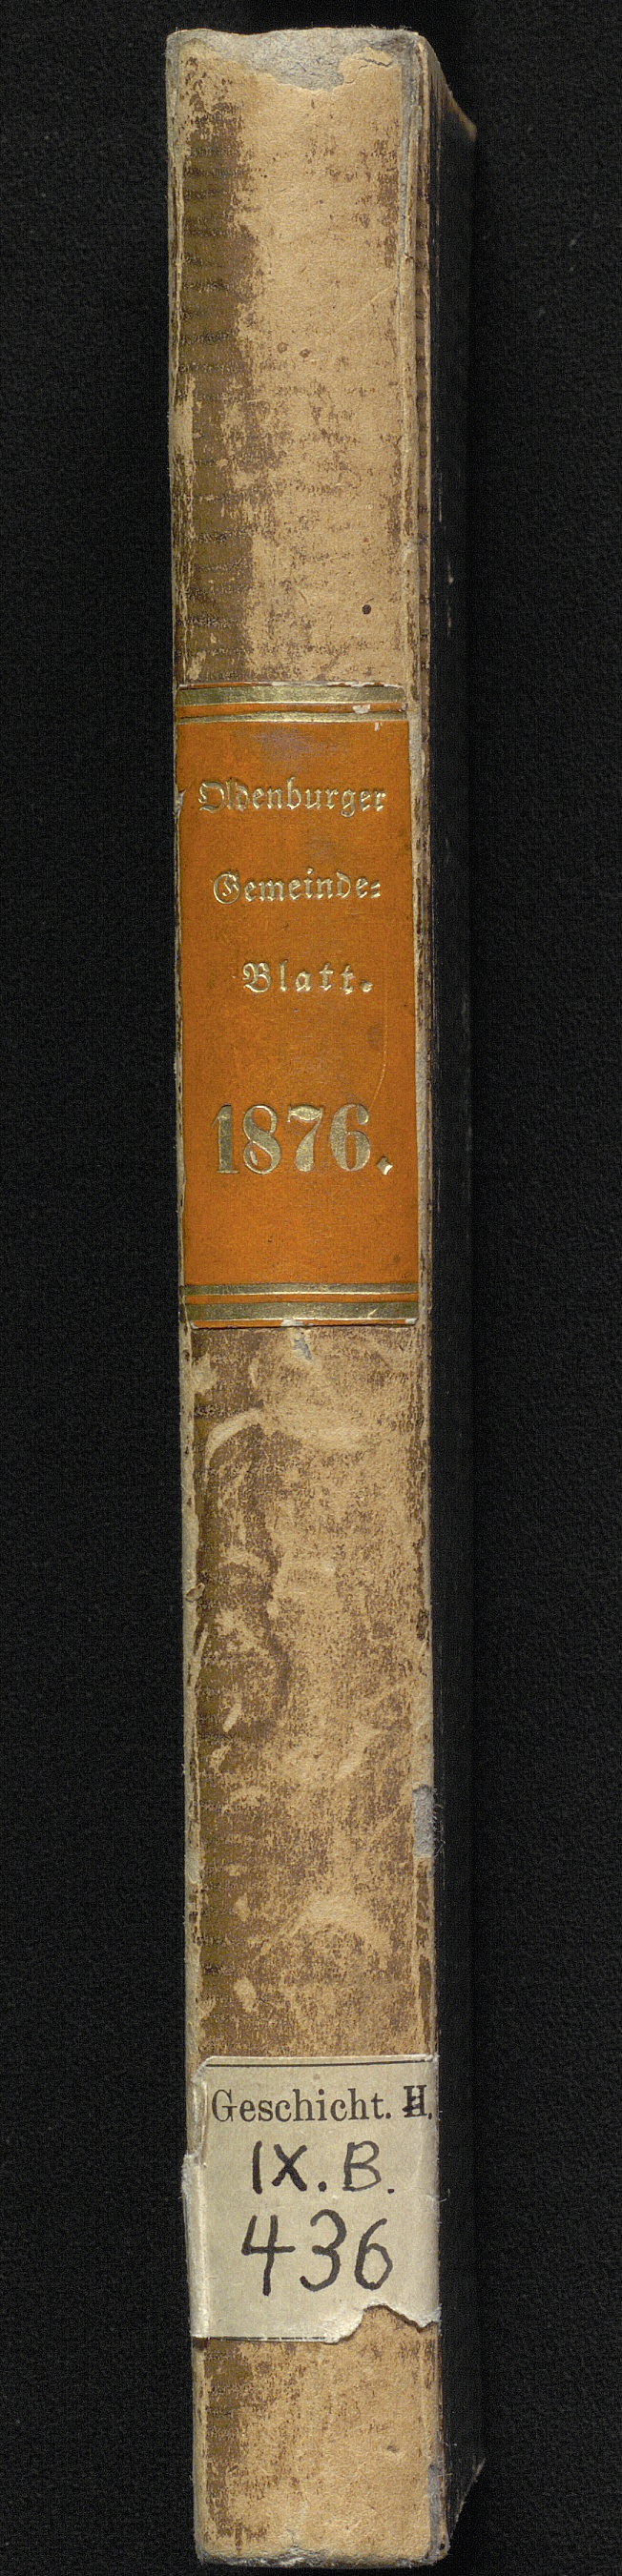 Oldenburger
Gemeinde-
Blatt.
1876.
Geschicht. H.
IX. B.
436